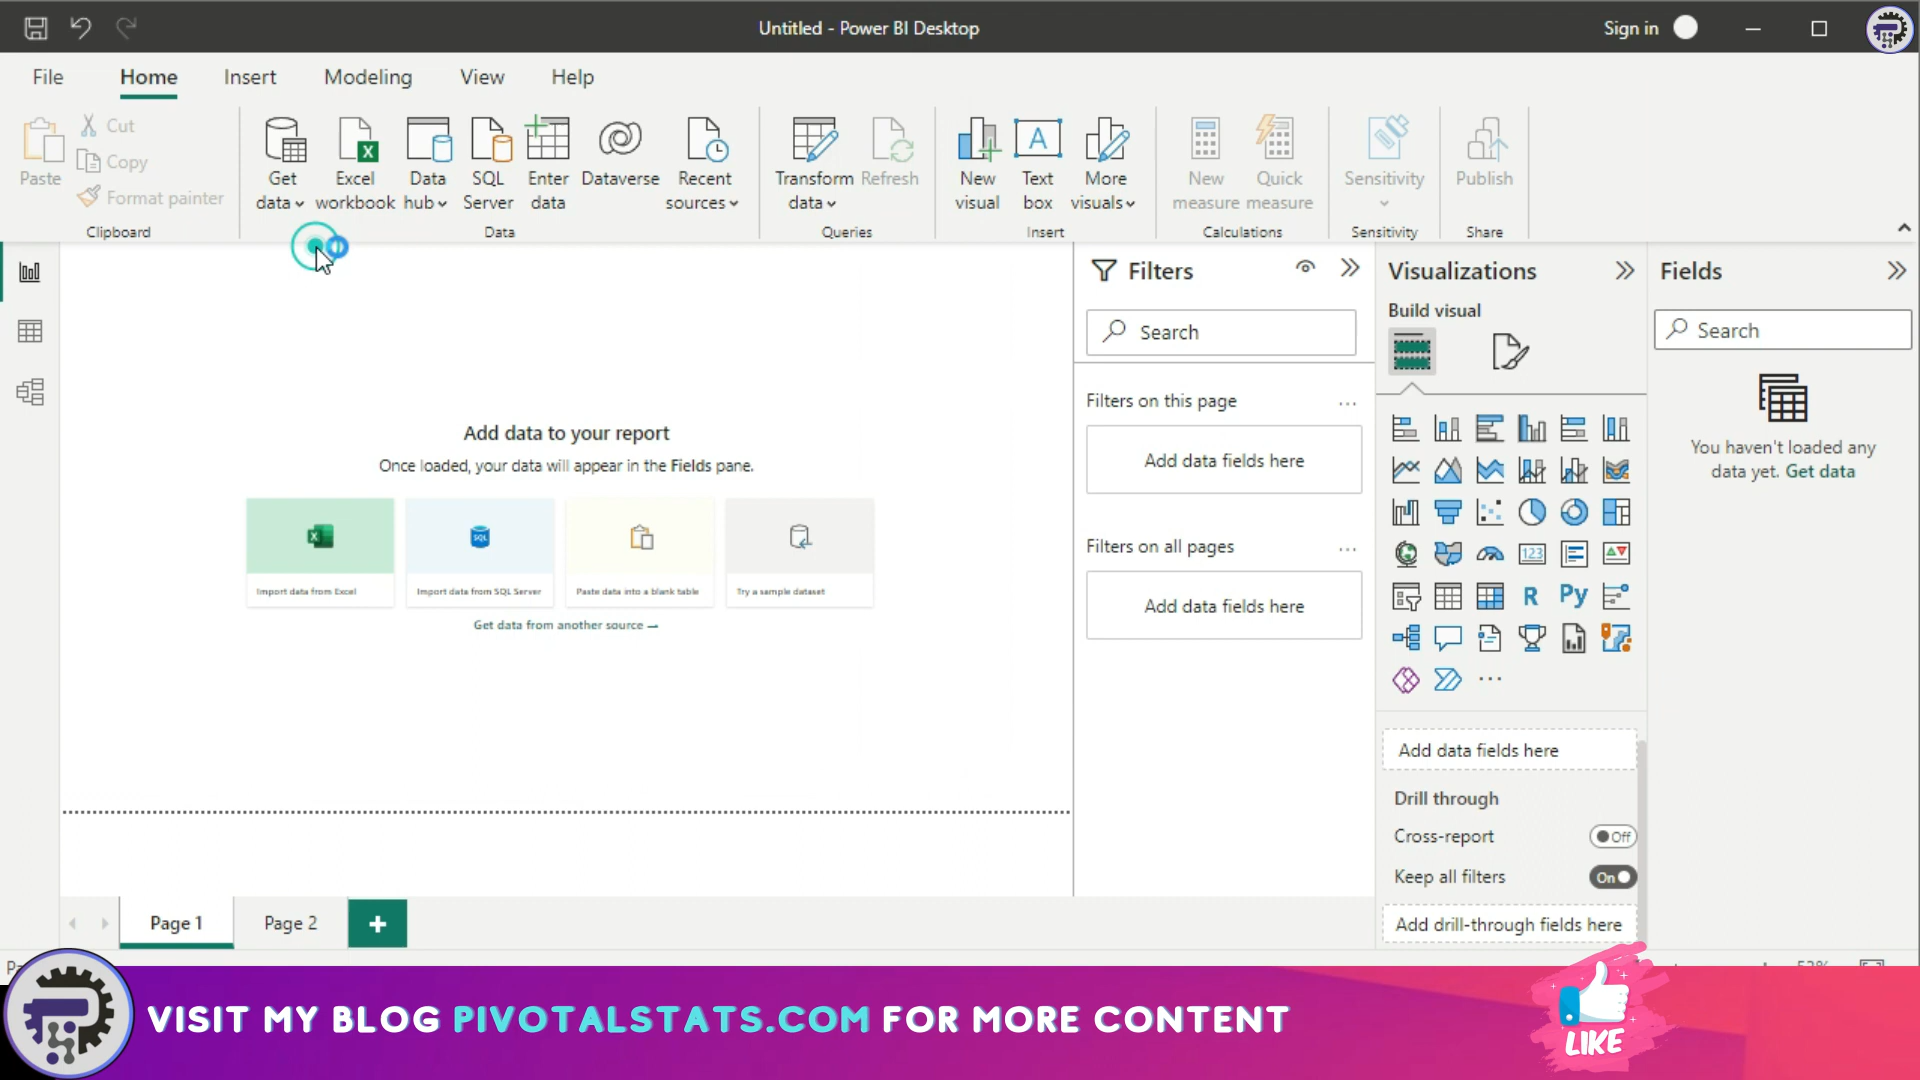 Untitled - Power BI Desktop
Sign in
File
Home
Insert
Modeling
View
Help
Paste
Cut
Copy
Format painter
Clipboard
Get
data
Excel
workbook
Data
hub
SQL
Server
Enter
data
Dataverse
Recent
sources
Data
Transform
data
Refresh
Queries
New
visual
Text
box
More
visuals
Insert
New
measure
Quick
measure
Calculations
Sensitivity
Sensitivity
Publish
Share
Add data to your report
Once loaded, your data will appear in the Fields pane.
Import data from Excel
SQL
Import data from SQL Server
Paste data into a blank table
Try a sample dataset
Get data from another source →
Filters
Search
Filters on this page
...
Add data fields here
Filters on all pages
...
Add data fields here
Visualizations
Build visual
123
R
Py
...
Add data fields here
Drill through
Cross-report
Off
Keep all filters
On
Add drill-through fields here
Fields
Search
You haven't loaded any
data yet. Get data
Page 1
Page 2
+
VISIT MY BLOG PIVOTALSTATS.COM FOR MORE CONTENT
LIKE